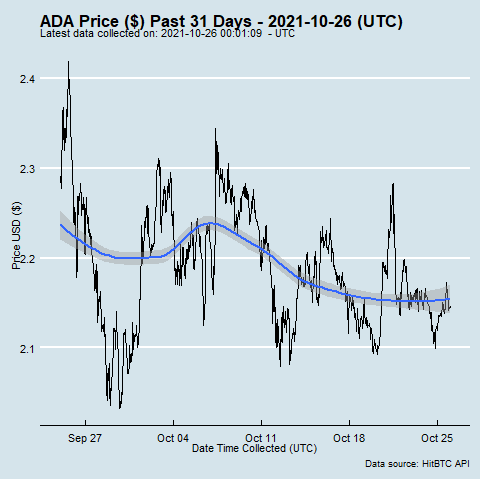 ADA Price ($) Past 31 Days - 2021-10-26 (UTC)
Latest data collected on: 2021-10-26 00:01:09 - UTC
2.4
2.3
2.2
2.1
Price USD ($)
Sep 27 Oct 04 Oct 11 Oct 18 Oct 25
Date Time Collected (UTC)
Data source: HitBTC API